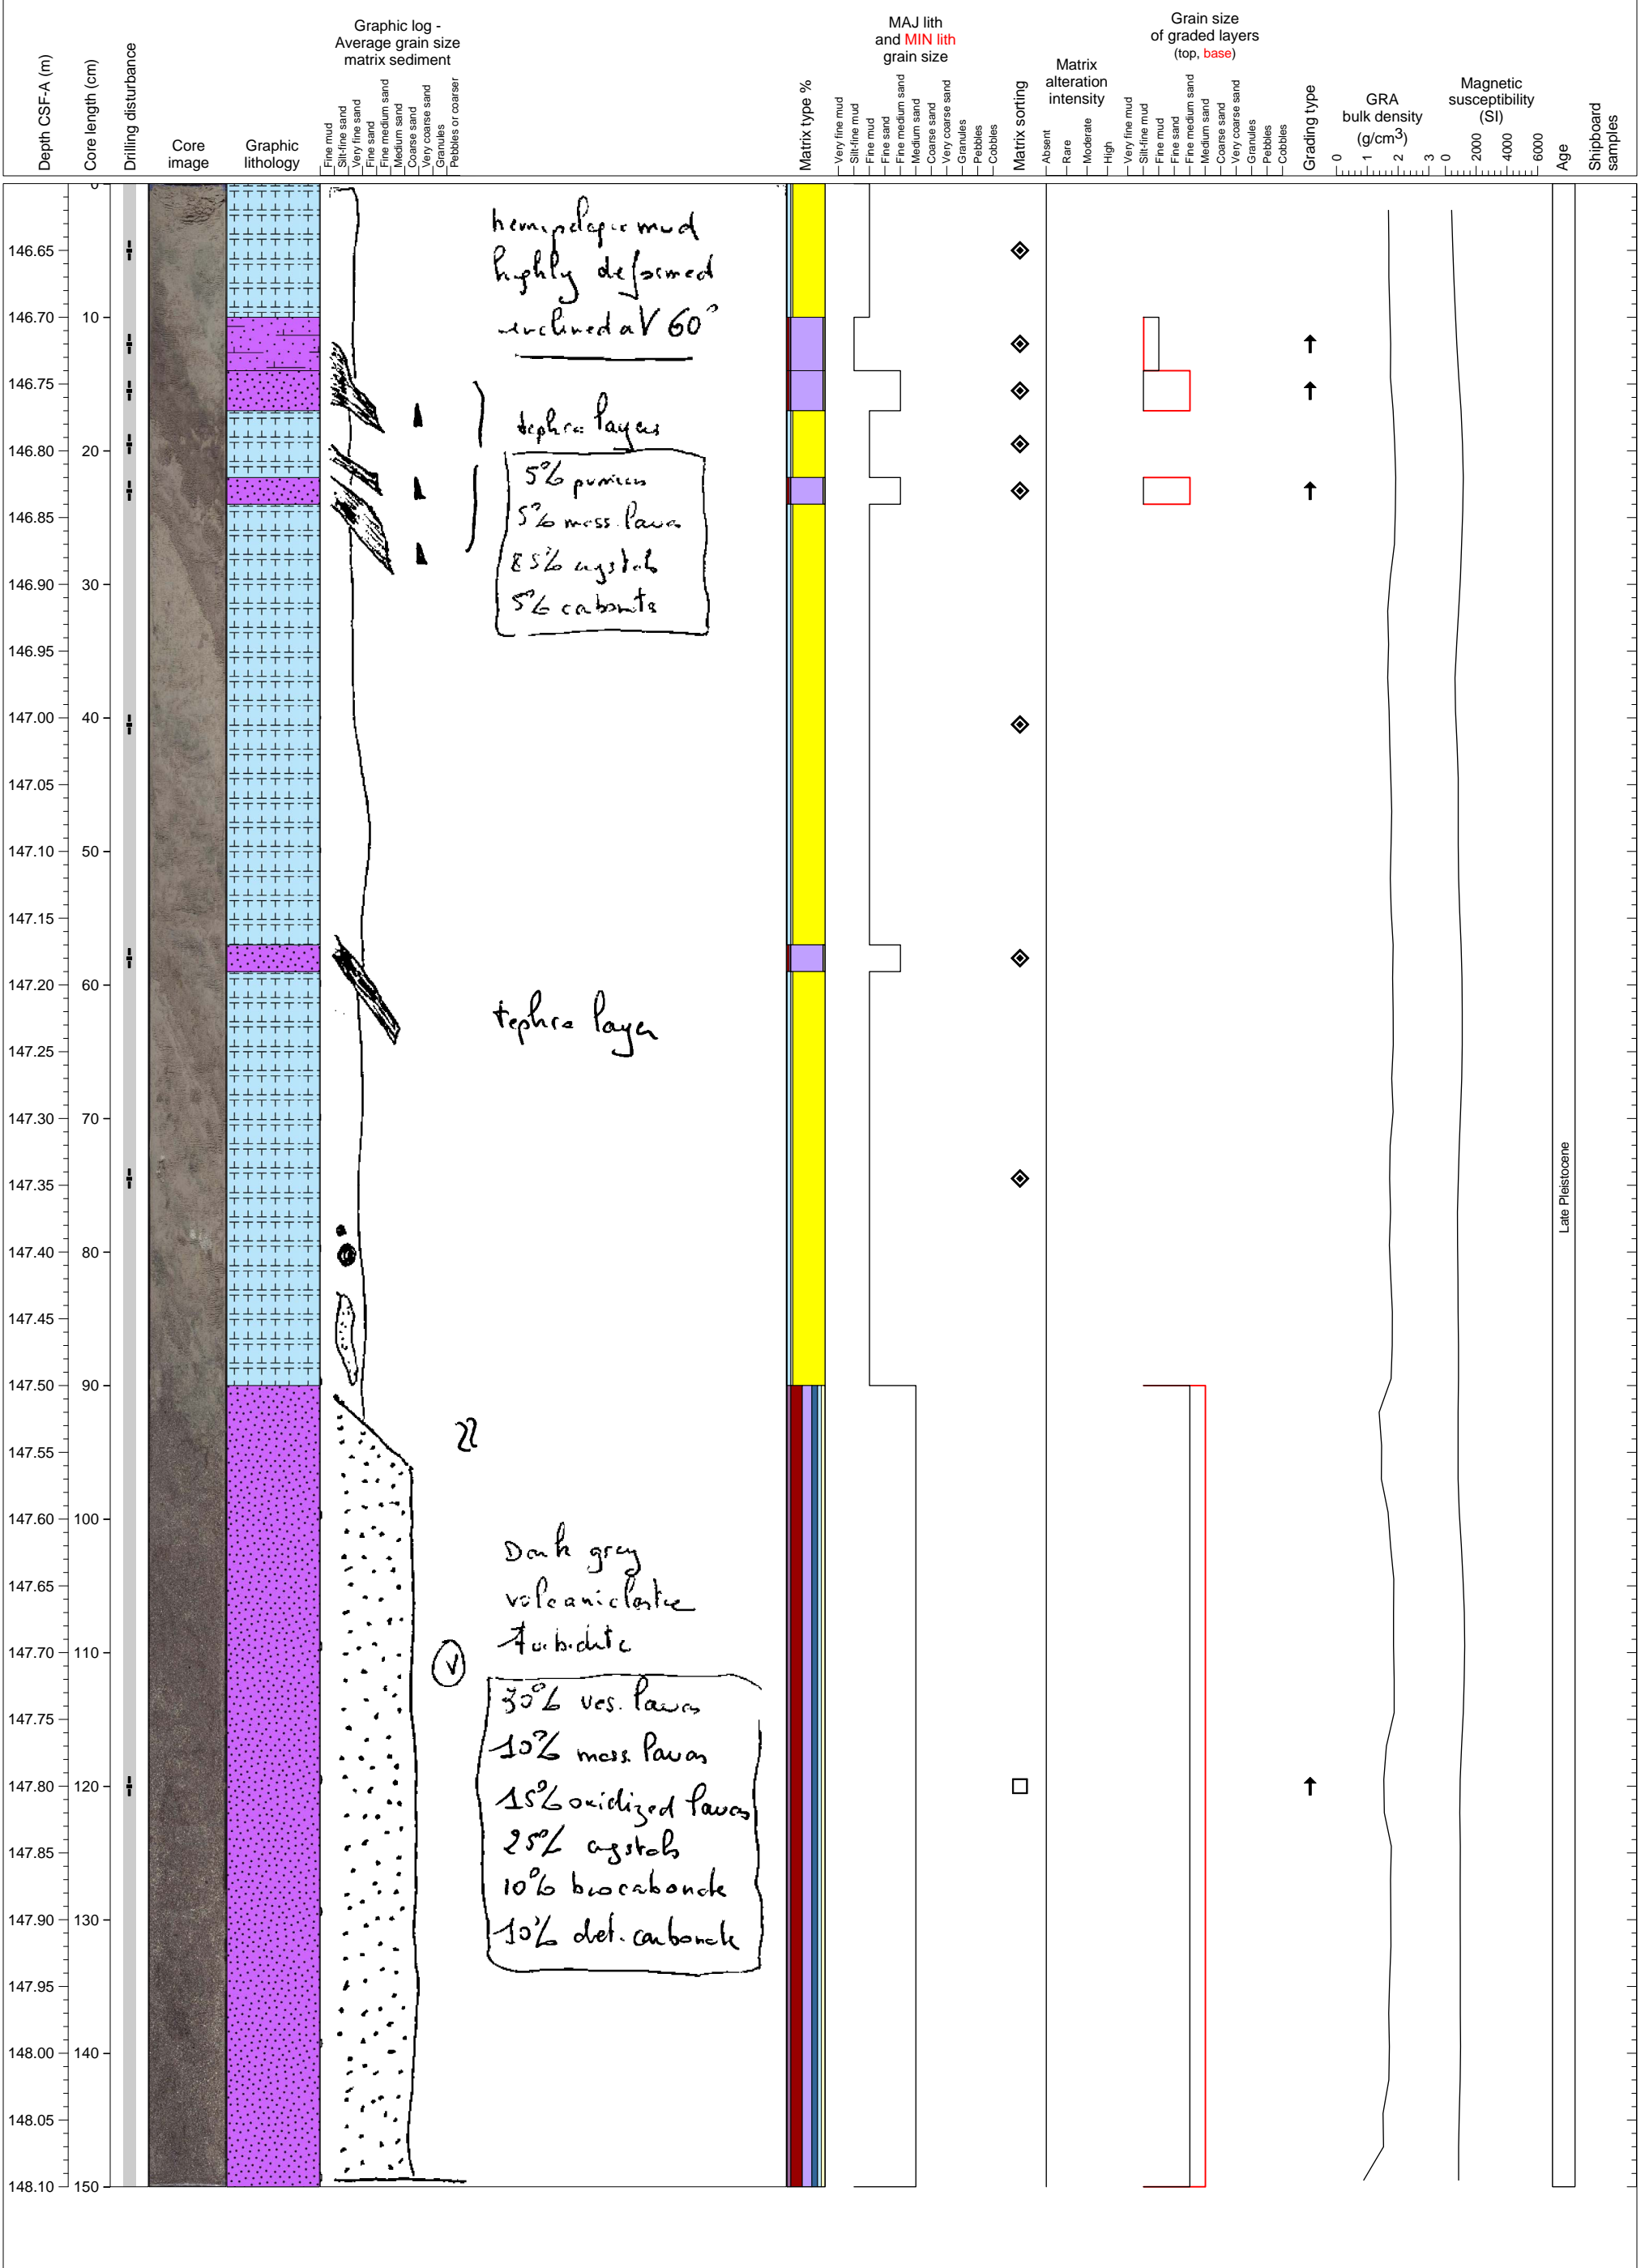 Depth CSF-A (m)
Core length (cm)
Drilling disturbance
Core
image
Graphic
lithology
Graphic log -
Average grain size
matrix sediment
Fine mud
Slit-fine sand
Very fine sand
Fine sand
Fine medium sand
Medium sand
Coarse sand
Very coarse sand
Granules
Pebbles or coarser
Matrix type %
MAJ lith
and MIN lith
grain size
Very fine mud
Silt-fine mud
Fine mud
Fine sand
Fine medium sand
Medium sand
Coarse sand
Very coarse sand
Granules
Pebbles
Cobbles
Matrix sorting
Matrix
alteration
intensity
Absent
Rare
Moderate
High
Grain size
of graded layers
(top, base)
Very fine mud
Silt-fine mud
Fine mud
Fine sand
Fine medium sand
Medium sand
Coarse sand
Very coarse sand
Granules
Pebbles
Cobbles
Grading type
GRA
bulk density
(g/cm3)
0 1 2 3
Magnetic
susceptibility
(SI)
0 2000 4000 6000
Age
Shipboard
samples
0
146.65
146.70 10
146.75
146.80 20
146.85
146.90 30
146.95
147.00 40
147.05
147.10 50
147.15
147.20 60
147.25
147.30 70
147.35
147.40 80
147.45
147.50 90
147.55
147.60 100
147.65
147.70 110
147.75
147.80 120
147.85
147.90 130
147.95
148.00 140
148.05
148.10 150
hemipelagic mud
highly deformed
inclined at 60°
tephra layers
5% pumices
5% mass. lavas
85% crystals
5% carbonate
tephra layer
Dark grey
volcaniclastic
turbidite
V
30% ves. lavas
10% mass. lavas
15% oxidized lavas
25% crystals
10% biocarbonate
10% det. carbonate
Late Pleistocene